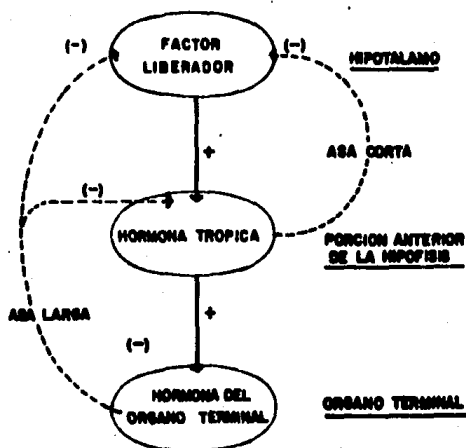 (-)
FACTOR
LIBERADOR
(-)
HIPOTALAMO
+
ASA CORTA
(-)
HORMONA TROPICA
PORCION ANTERIOR
DE LA HIPOFISIS
+
ASA LARGA
(-)
HORMONA DEL
ORGANO TERMINAL
ORGANO TERMINAL